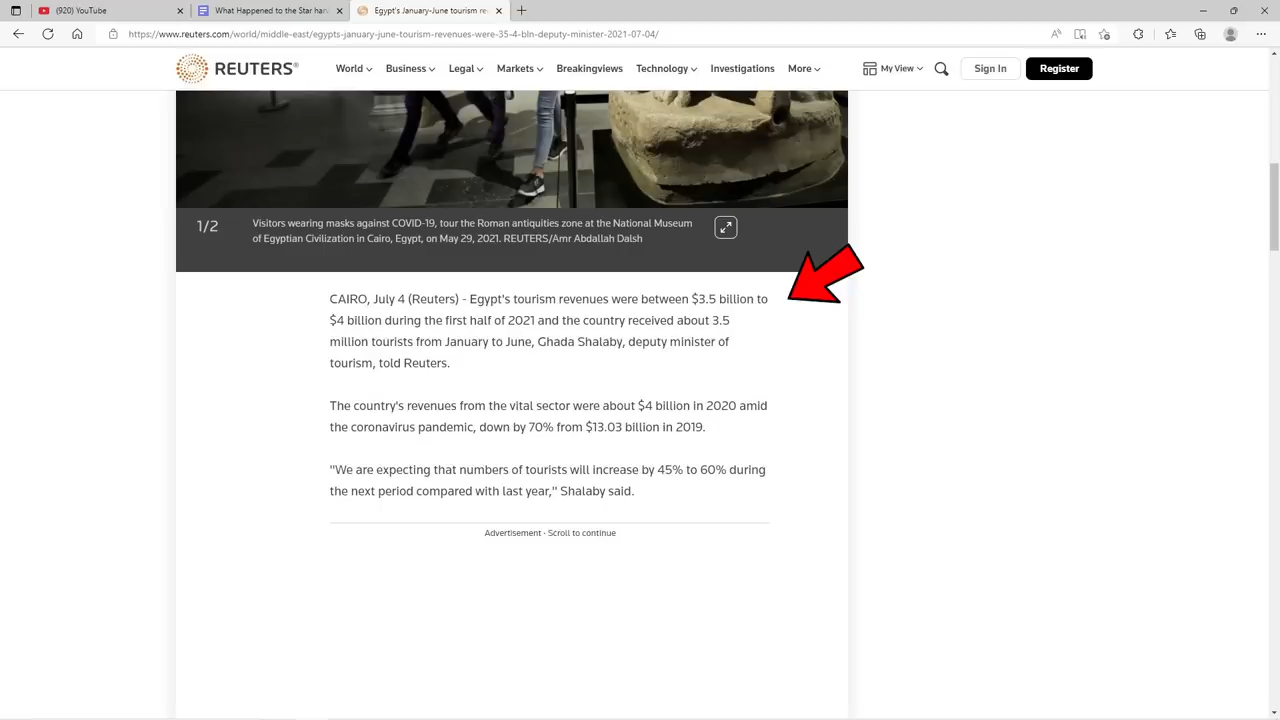 (920) YouTube
What Happened to the Star har
Egypt's January-June tourism re
https://www.reuters.com/world/middle-east/egypts-january-june-tourism-revenues-were-35-4-bln-deputy-minister-2021-07-04/
REUTERS®
World
Business
Legal
Markets
Breakingviews
Technology
Investigations
More
My View
Sign In
Register
1/2
Visitors wearing masks against COVID-19, tour the Roman antiquities zone at the National Museum
of Egyptian Civilization in Cairo, Egypt, on May 29, 2021. REUTERS/Amr Abdallah Dalsh
CAIRO, July 4 (Reuters) - Egypt's tourism revenues were between $3.5 billion to
$4 billion during the first half of 2021 and the country received about 3.5
million tourists from January to June, Ghada Shalaby, deputy minister of
tourism, told Reuters.
The country's revenues from the vital sector were about $4 billion in 2020 amid
the coronavirus pandemic, down by 70% from $13.03 billion in 2019.
"We are expecting that numbers of tourists will increase by 45% to 60% during
the next period compared with last year," Shalaby said.
Advertisement · Scroll to continue